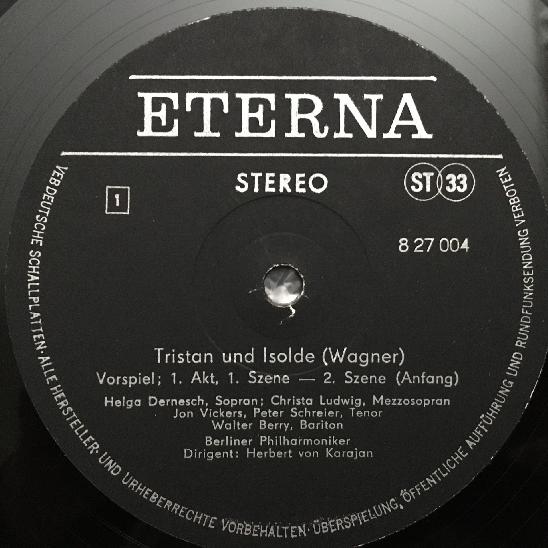 ETERNA
STEREO
ST 33
1
8 27 004
Tristan und Isolde (Wagner)
Vorspiel; 1. Akt, 1. Szene — 2. Szene (Anfang)
Helga Dernesch, Sopran; Christa Ludwig, Mezzosopran
Jon Vickers, Peter Schreier, Tenor
Walter Berry, Bariton
Berliner Philharmoniker
Dirigent: Herbert von Karajan
VEB DEUTSCHE SCHALLPLATTEN·ALLE HERSTELLER- UND URHEBERRECHTE VORBEHALTEN. ÜBERSPIELUNG, ÖFFENTLICHE AUFFÜHRUNG UND RUNDFUNKSENDUNG VERBOTEN